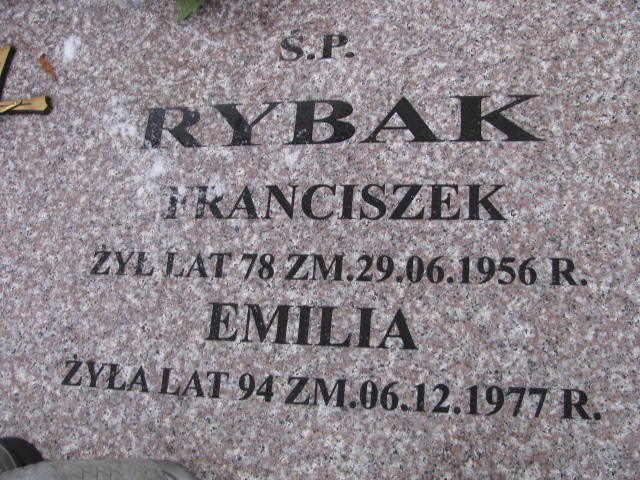 Ś.P.
RYBAK
FRANCISZEK
ŻYŁ LAT 78 ZM.29.06.1956 R.
EMILIA
ŻYŁA LAT 94 ZM.06.12.1977 R.